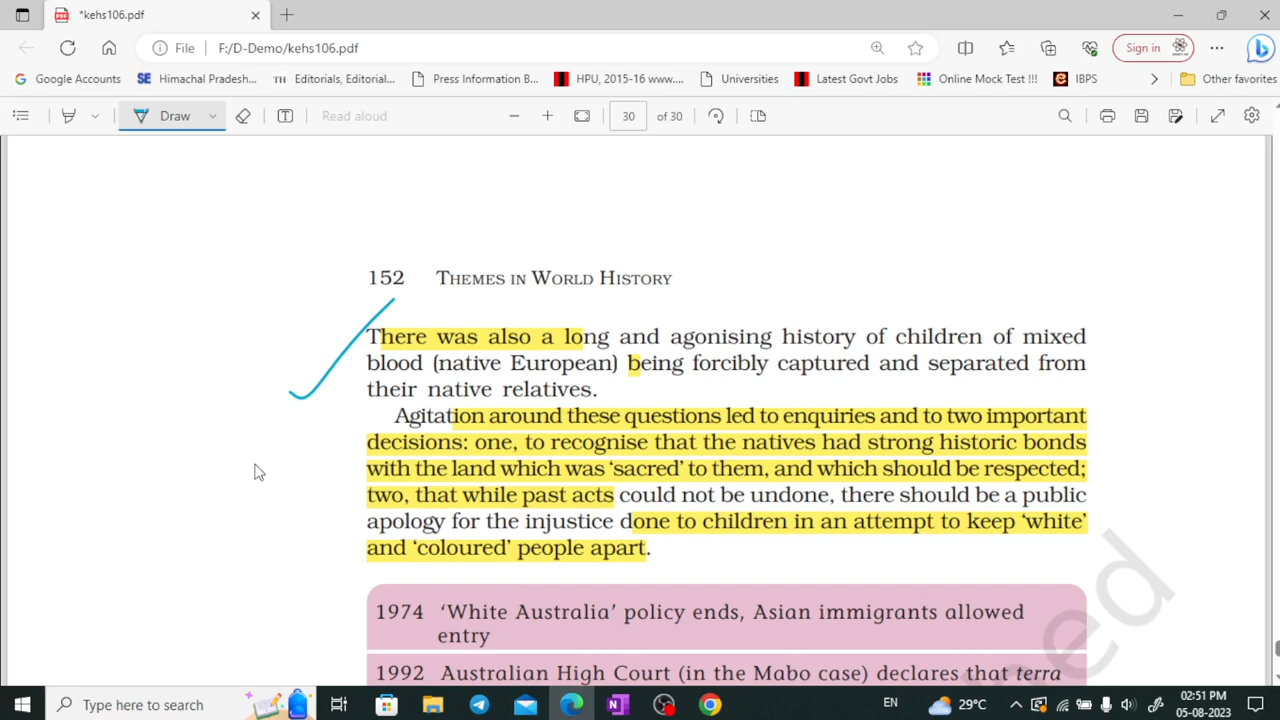 *kehs106.pdf
File F:/D-Demo/kehs106.pdf Sign in
Google Accounts SE Himachal Pradesh... TH Editorials, Editorial... Press Information B... HPU, 2015-16 www.... Universities Latest Govt Jobs Online Mock Test !!! IBPS Other favorites
Draw Read aloud 30 of 30
152 THEMES IN WORLD HISTORY
There was also a long and agonising history of children of mixed
blood (native European) being forcibly captured and separated from
their native relatives.
Agitation around these questions led to enquiries and to two important
decisions: one, to recognise that the natives had strong historic bonds
with the land which was ‘sacred’ to them, and which should be respected;
two, that while past acts could not be undone, there should be a public
apology for the injustice done to children in an attempt to keep ‘white’
and ‘coloured’ people apart.
1974 ‘White Australia’ policy ends, Asian immigrants allowed
entry
1992 Australian High Court (in the Mabo case) declares that terra
Type here to search EN 29°C 02:51 PM
05-08-2023